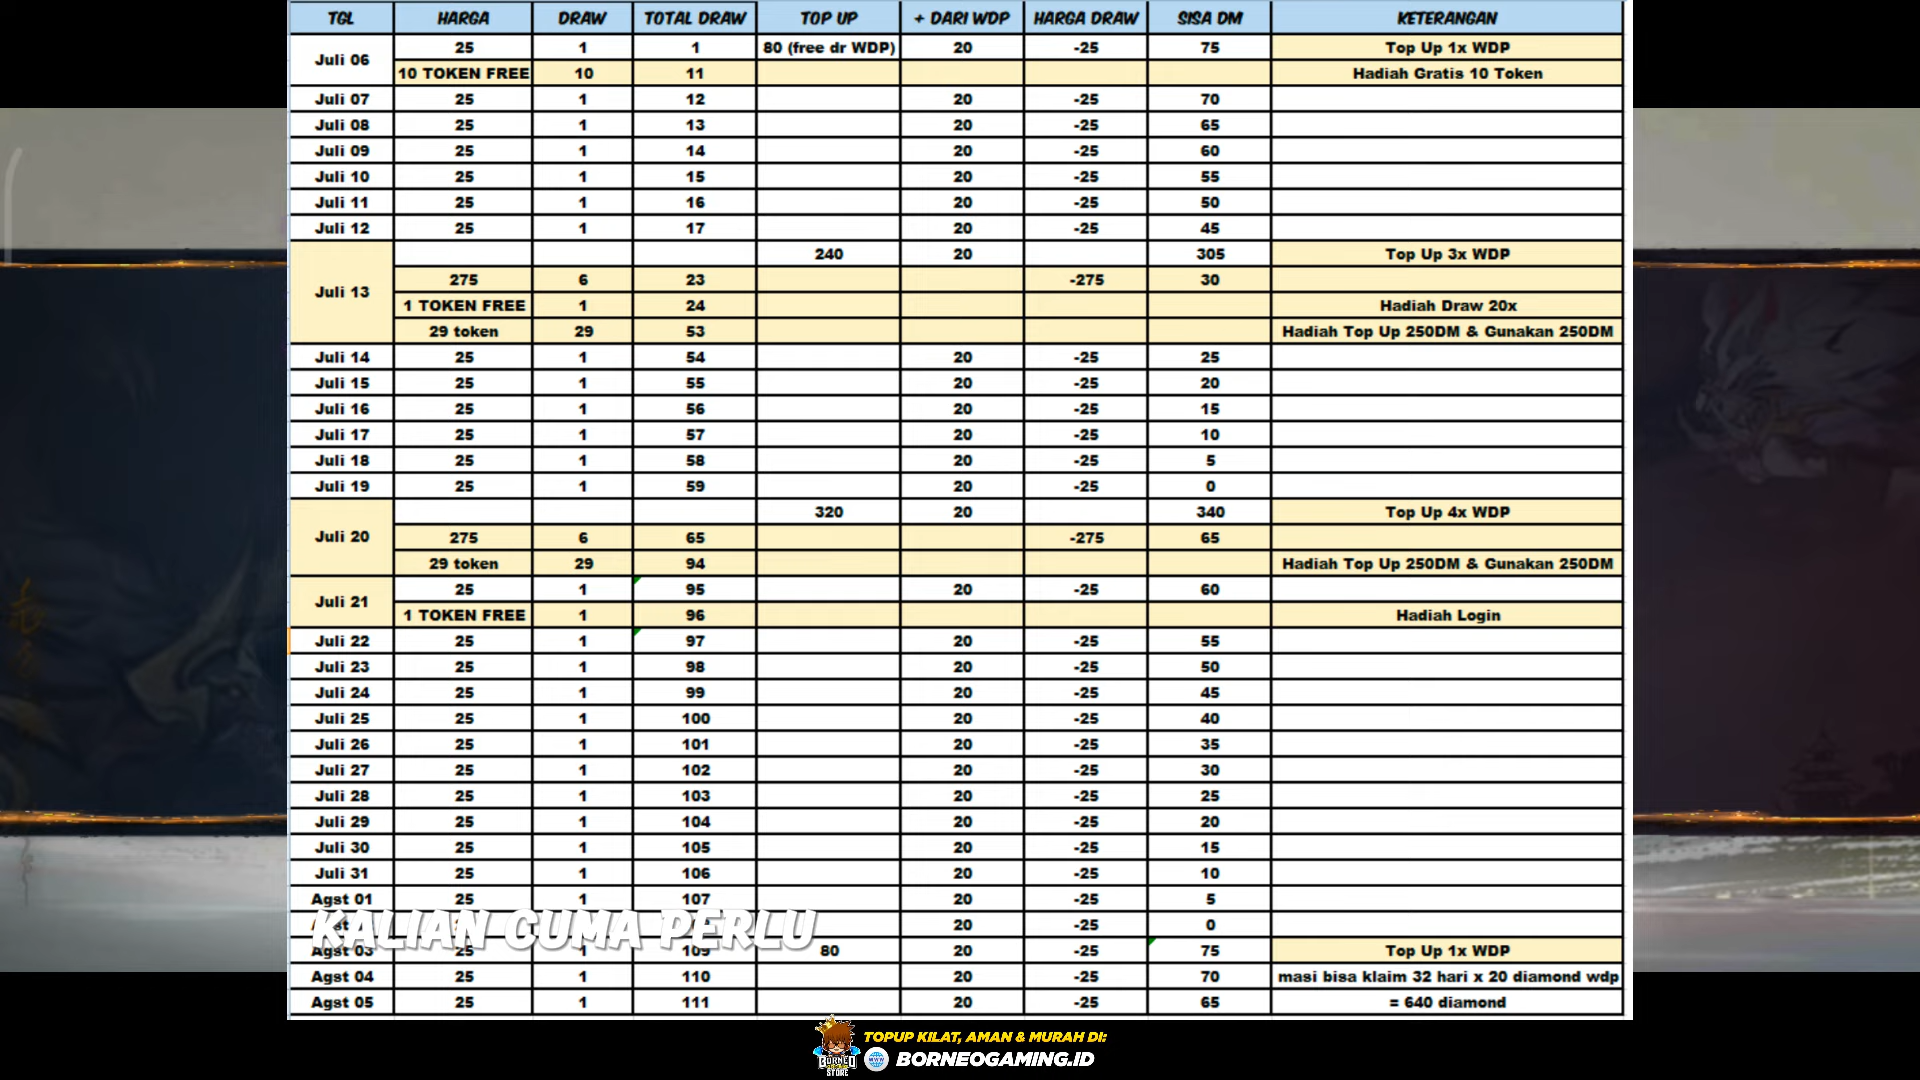 TGL HARGA DRAW TOTAL DRAW TOP UP + DARI WDP HARGA DRAW SISA DM KETERANGAN
Juli 06 25 1 1 80 (free dr WDP) 20 -25 75 Top Up 1x WDP
10 TOKEN FREE 10 11 Hadiah Gratis 10 Token
Juli 07 25 1 12 20 -25 70
Juli 08 25 1 13 20 -25 65
Juli 09 25 1 14 20 -25 60
Juli 10 25 1 15 20 -25 55
Juli 11 25 1 16 20 -25 50
Juli 12 25 1 17 20 -25 45
Juli 13 240 20 305 Top Up 3x WDP
275 6 23 -275 30
1 TOKEN FREE 1 24 Hadiah Draw 20x
29 token 29 53 Hadiah Top Up 250DM & Gunakan 250DM
Juli 14 25 1 54 20 -25 25
Juli 15 25 1 55 20 -25 20
Juli 16 25 1 56 20 -25 15
Juli 17 25 1 57 20 -25 10
Juli 18 25 1 58 20 -25 5
Juli 19 25 1 59 20 -25 0
Juli 20 320 20 340 Top Up 4x WDP
275 6 65 -275 65
29 token 29 94 Hadiah Top Up 250DM & Gunakan 250DM
Juli 21 25 1 95 20 -25 60
1 TOKEN FREE 1 96 Hadiah Login
Juli 22 25 1 97 20 -25 55
Juli 23 25 1 98 20 -25 50
Juli 24 25 1 99 20 -25 45
Juli 25 25 1 100 20 -25 40
Juli 26 25 1 101 20 -25 35
Juli 27 25 1 102 20 -25 30
Juli 28 25 1 103 20 -25 25
Juli 29 25 1 104 20 -25 20
Juli 30 25 1 105 20 -25 15
Juli 31 25 1 106 20 -25 10
Agst 01 25 1 107 20 -25 5
20 -25 0
KALIAN CUMA PERLU
Agst 03 25 1 109 80 20 -25 75 Top Up 1x WDP
Agst 04 25 1 110 20 -25 70 masi bisa klaim 32 hari x 20 diamond wdp
Agst 05 25 1 111 20 -25 65 = 640 diamond
TOPUP KILAT, AMAN & MURAH DI:
BORNEOGAMING.ID
BORNEO
STORE